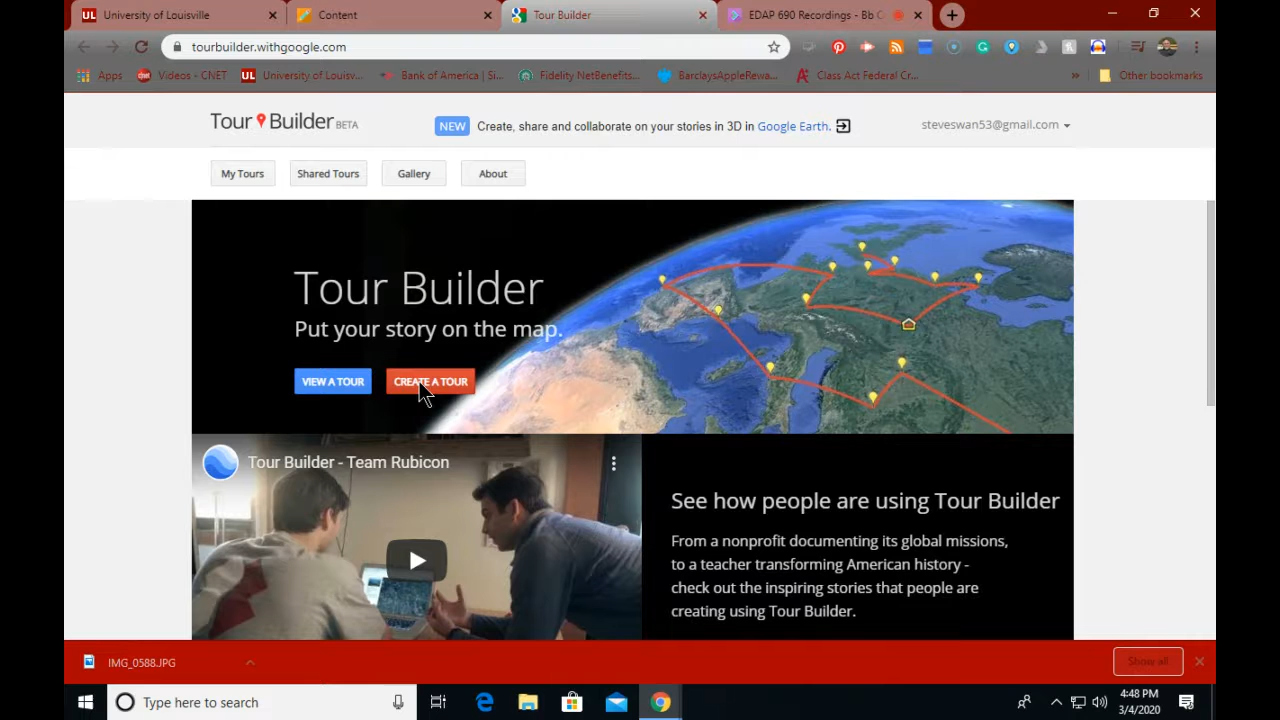 University of Louisville
Content
Tour Builder
EDAP 690 Recordings - Bb C
tourbuilder.withgoogle.com
Apps
cnet
Videos - CNET
UL
University of Louisv...
Bank of America | Si...
Fidelity NetBenefits...
BarclaysAppleRewa...
Class Act Federal Cr...
»
Other bookmarks
Tour Builder BETA
NEW
Create, share and collaborate on your stories in 3D in Google Earth.
steveswan53@gmail.com
My Tours
Shared Tours
Gallery
About
Tour Builder
Put your story on the map.
VIEW A TOUR
CREATE A TOUR
Tour Builder - Team Rubicon
See how people are using Tour Builder
From a nonprofit documenting its global missions,
to a teacher transforming American history -
check out the inspiring stories that people are
creating using Tour Builder.
IMG_0588.JPG
Show all
Type here to search
4:48 PM
3/4/2020